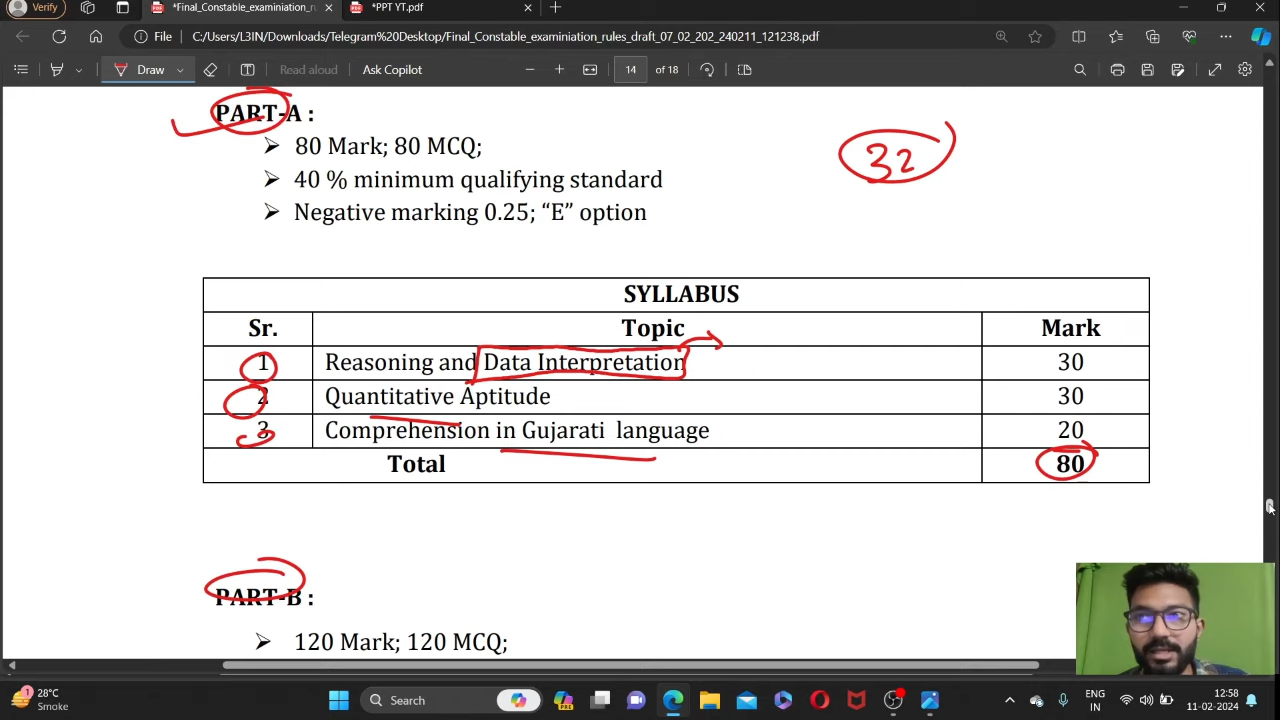 Verify
*Final_Constable_examiniation_ru
*PPT YT.pdf
File
C:/Users/L3IN/Downloads/Telegram%20Desktop/Final_Constable_examiniation_rules_draft_07_02_202_240211_121238.pdf
Draw
Read aloud
Ask Copilot
14
of 18
PART-A :
80 Mark; 80 MCQ;
32
40 % minimum qualifying standard
Negative marking 0.25; “E” option
SYLLABUS
Sr. Topic Mark
1 Reasoning and Data Interpretation 30
2 Quantitative Aptitude 30
3 Comprehension in Gujarati language 20
Total 80
PART-B :
120 Mark; 120 MCQ;
1
28°C
Smoke
Search
PRE
ENG
IN
12:58
11-02-2024